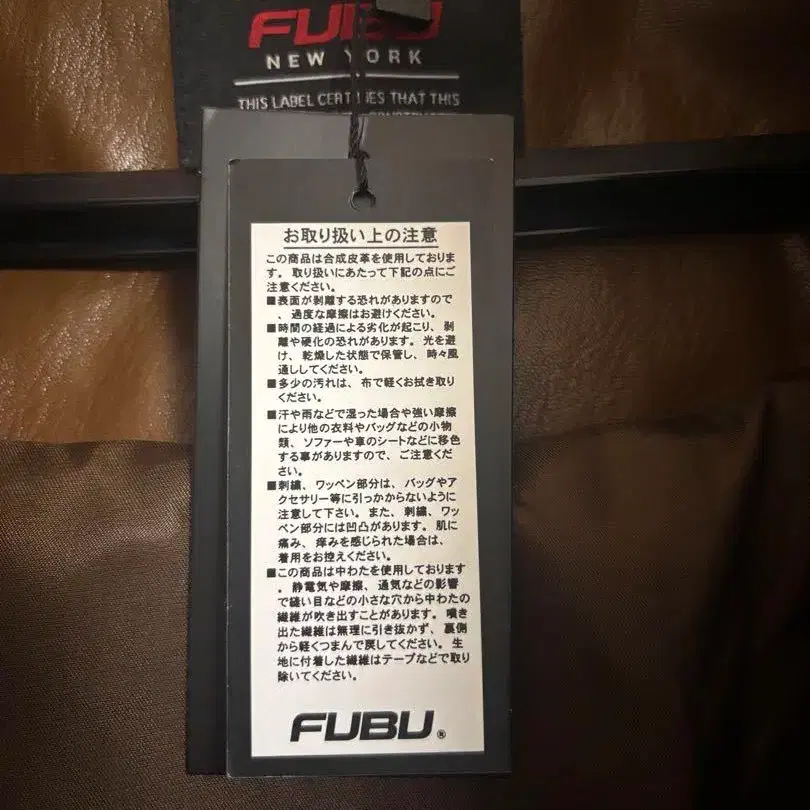 FUBU
NEW YORK
THIS LABEL CERTIFIES THAT THIS
お取り扱い上の注意
この商品は合成皮革を使用しておりま
す。取り扱いにあたって下記の点にご
注意ください。
■表面が剥離する恐れがありますので
、過度な摩擦はお避けください。
■時間の経過による劣化が起こり、剥
離や硬化の恐れがあります。光を避
け、乾燥した状態で保管し、時々風
通ししてください。
■多少の汚れは、布で軽くお拭き取り
ください。
■汗や雨などで湿った場合や強い摩擦
により他の衣料やバッグなどの小物
類、ソファーや車のシートなどに移色
する事がありますので、ご注意くだ
さい。
■刺繍、ワッペン部分は、バッグやア
クセサリー等に引っかからないように
注意して下さい。また、刺繍、ワッ
ペン部分には凹凸があります。肌に
痛み、痒みを感じられた場合は、
着用をお控えください。
■この商品は中わたを使用しております
。静電気や摩擦、通気などの影響
で縫い目などの小さな穴から中わたの
繊維が吹き出すことがあります。噴き
出た繊維は無理に引き抜かず、裏側
から軽くつまんで戻してください。生
地に付着した繊維はテープなどで取り
除いてください。
FUBU®